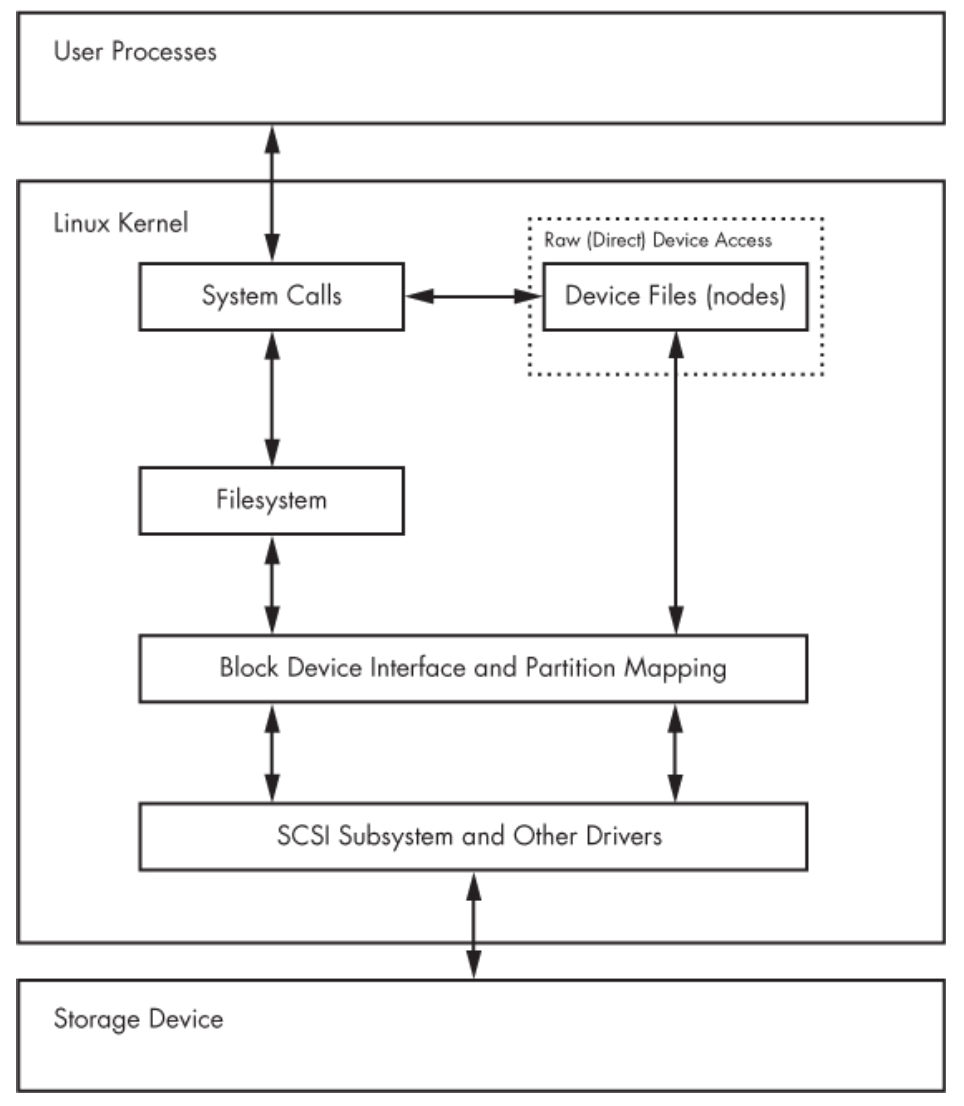 User Processes
Linux Kernel
Raw (Direct) Device Access
System Calls
Device Files (nodes)
Filesystem
Block Device Interface and Partition Mapping
SCSI Subsystem and Other Drivers
Storage Device